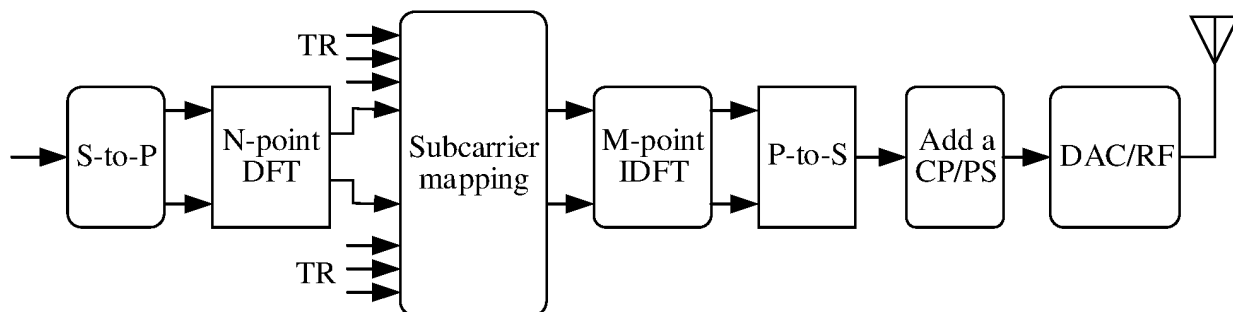 TR
S-to-P
N-point
DFT
Subcarrier
mapping
M-point
IDFT
P-to-S
Add a
CP/PS
DAC/RF
TR